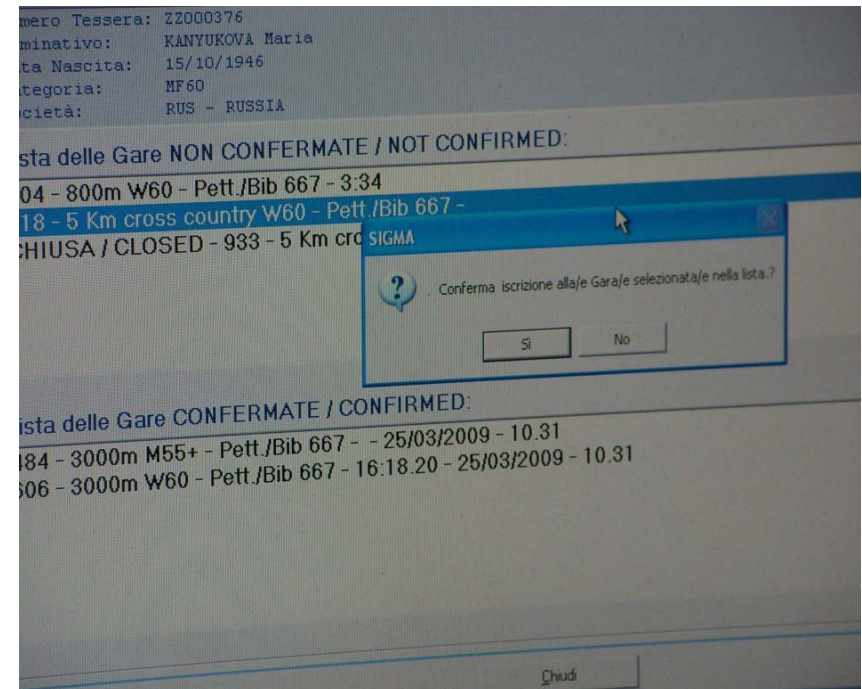 mero Tessera: ZZ000376
minativo: KANYUKOVA Maria
ta Nascita: 15/10/1946
tegoria: MF60
cietà: RUS - RUSSIA
sta delle Gare NON CONFERMATE / NOT CONFIRMED:
04 - 800m W60 - Pett./Bib 667 - 3:34
18 - 5 Km cross country W60 - Pett./Bib 667 -
CHIUSA / CLOSED - 933 - 5 Km cro
SIGMA
Conferma iscrizione alla/e Gara/e selezionata/e nella lista.?
Sì No
ista delle Gare CONFERMATE / CONFIRMED:
484 - 3000m M55+ - Pett./Bib 667 - - 25/03/2009 - 10.31
606 - 3000m W60 - Pett./Bib 667 - 16:18.20 - 25/03/2009 - 10.31
Chiudi